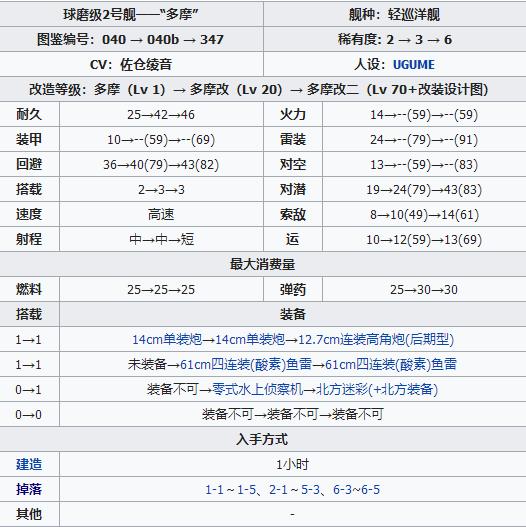 球磨级2号舰——“多摩” 舰种：轻巡洋舰
图鉴编号：040 → 040b → 347 稀有度：2 → 3 → 6
CV：佐仓绫音 人设：UGUME
改造等级：多摩（Lv 1）→ 多摩改（Lv 20）→ 多摩改二（Lv 70+改装设计图）
耐久 25→42→46 火力 14→--(59)→--(59)
装甲 10→--(59)→--(69) 雷装 24→--(79)→--(91)
回避 36→40(79)→43(82) 对空 13→--(59)→--(83)
搭载 2→3→3 对潜 19→24(79)→43(83)
速度 高速 索敌 8→10(49)→14(61)
射程 中→中→短 运 10→12(59)→13(69)
最大消费量
燃料 25→25→25 弹药 25→30→30
搭载 装备
1→1 14cm单装炮→14cm单装炮→12.7cm连装高角炮(后期型)
1→1 未装备→61cm四连装(酸素)鱼雷→61cm四连装(酸素)鱼雷
0→1 装备不可→零式水上侦察机→北方迷彩(+北方装备)
0→0 装备不可→装备不可→装备不可
入手方式
建造 1小时
掉落 1-1～1-5、2-1～5-3、6-3~6-5
其他 -